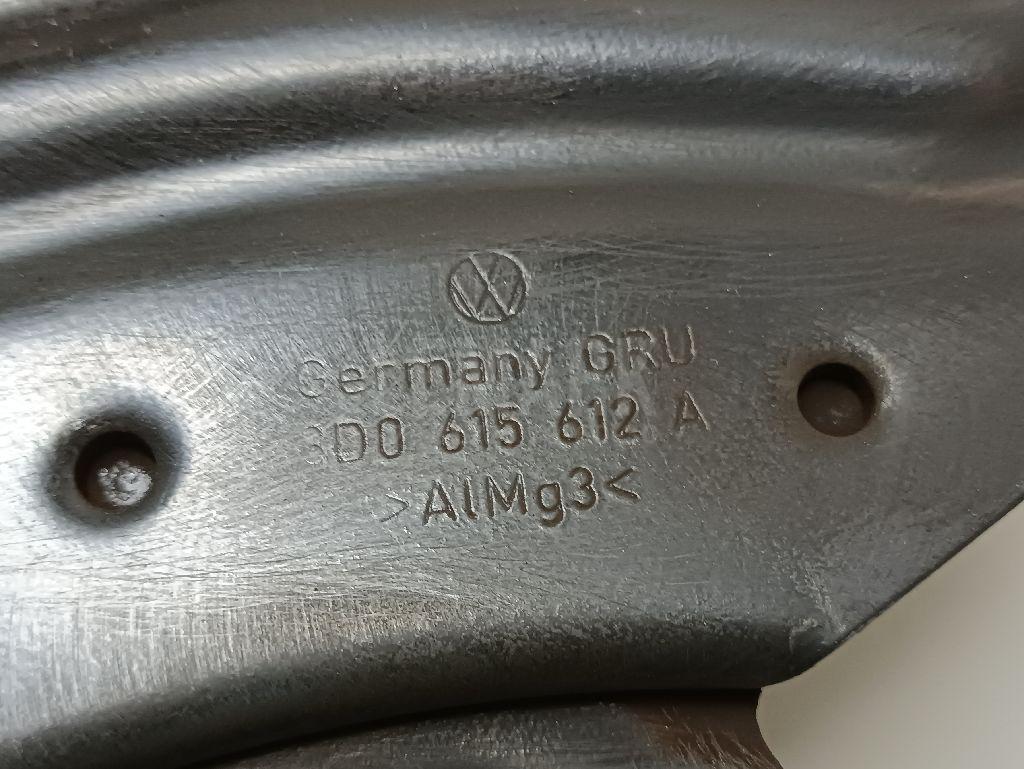 Germany GRU
3D0 615 612 A
>AlMg3<